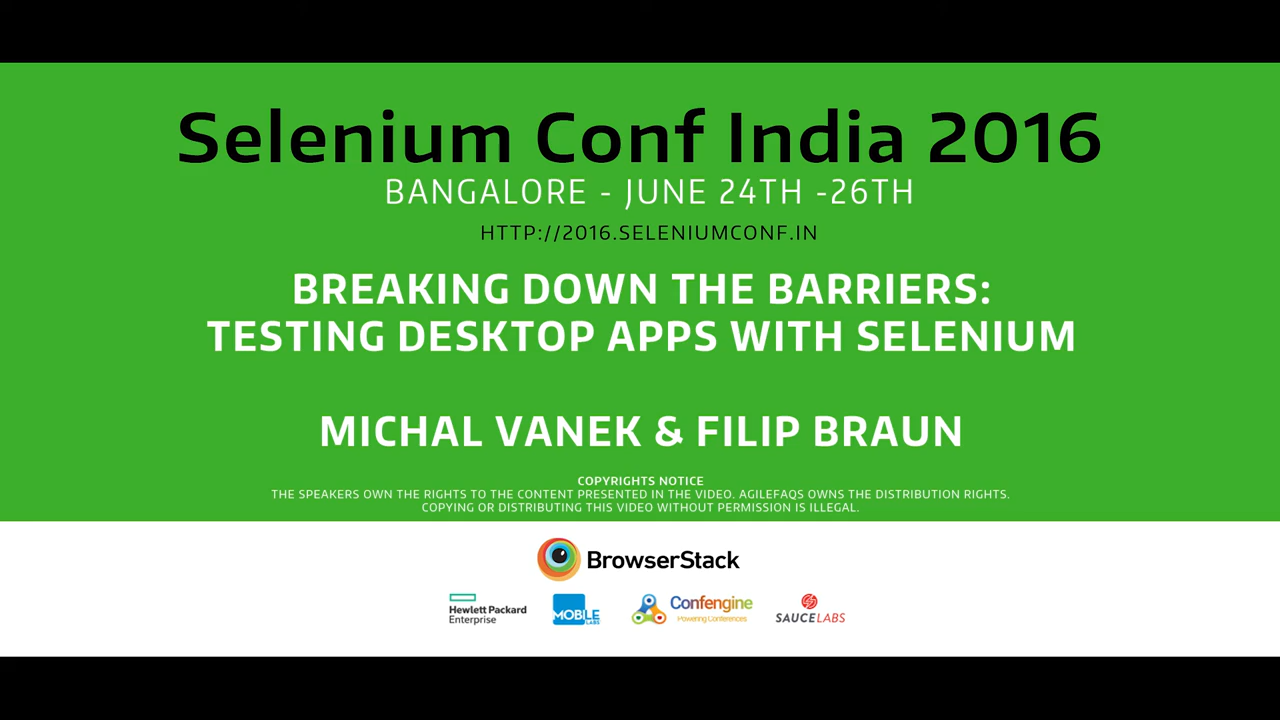 Selenium Conf India 2016
BANGALORE - JUNE 24TH -26TH
HTTP://2016.SELENIUMCONF.IN
BREAKING DOWN THE BARRIERS:
TESTING DESKTOP APPS WITH SELENIUM
MICHAL VANEK & FILIP BRAUN
COPYRIGHTS NOTICE
THE SPEAKERS OWN THE RIGHTS TO THE CONTENT PRESENTED IN THE VIDEO. AGILEFAQS OWNS THE DISTRIBUTION RIGHTS.
COPYING OR DISTRIBUTING THIS VIDEO WITHOUT PERMISSION IS ILLEGAL.
BrowserStack
Hewlett Packard
Enterprise
MOBILE
LABS
Confengine
Powering Conferences
SAUCELABS